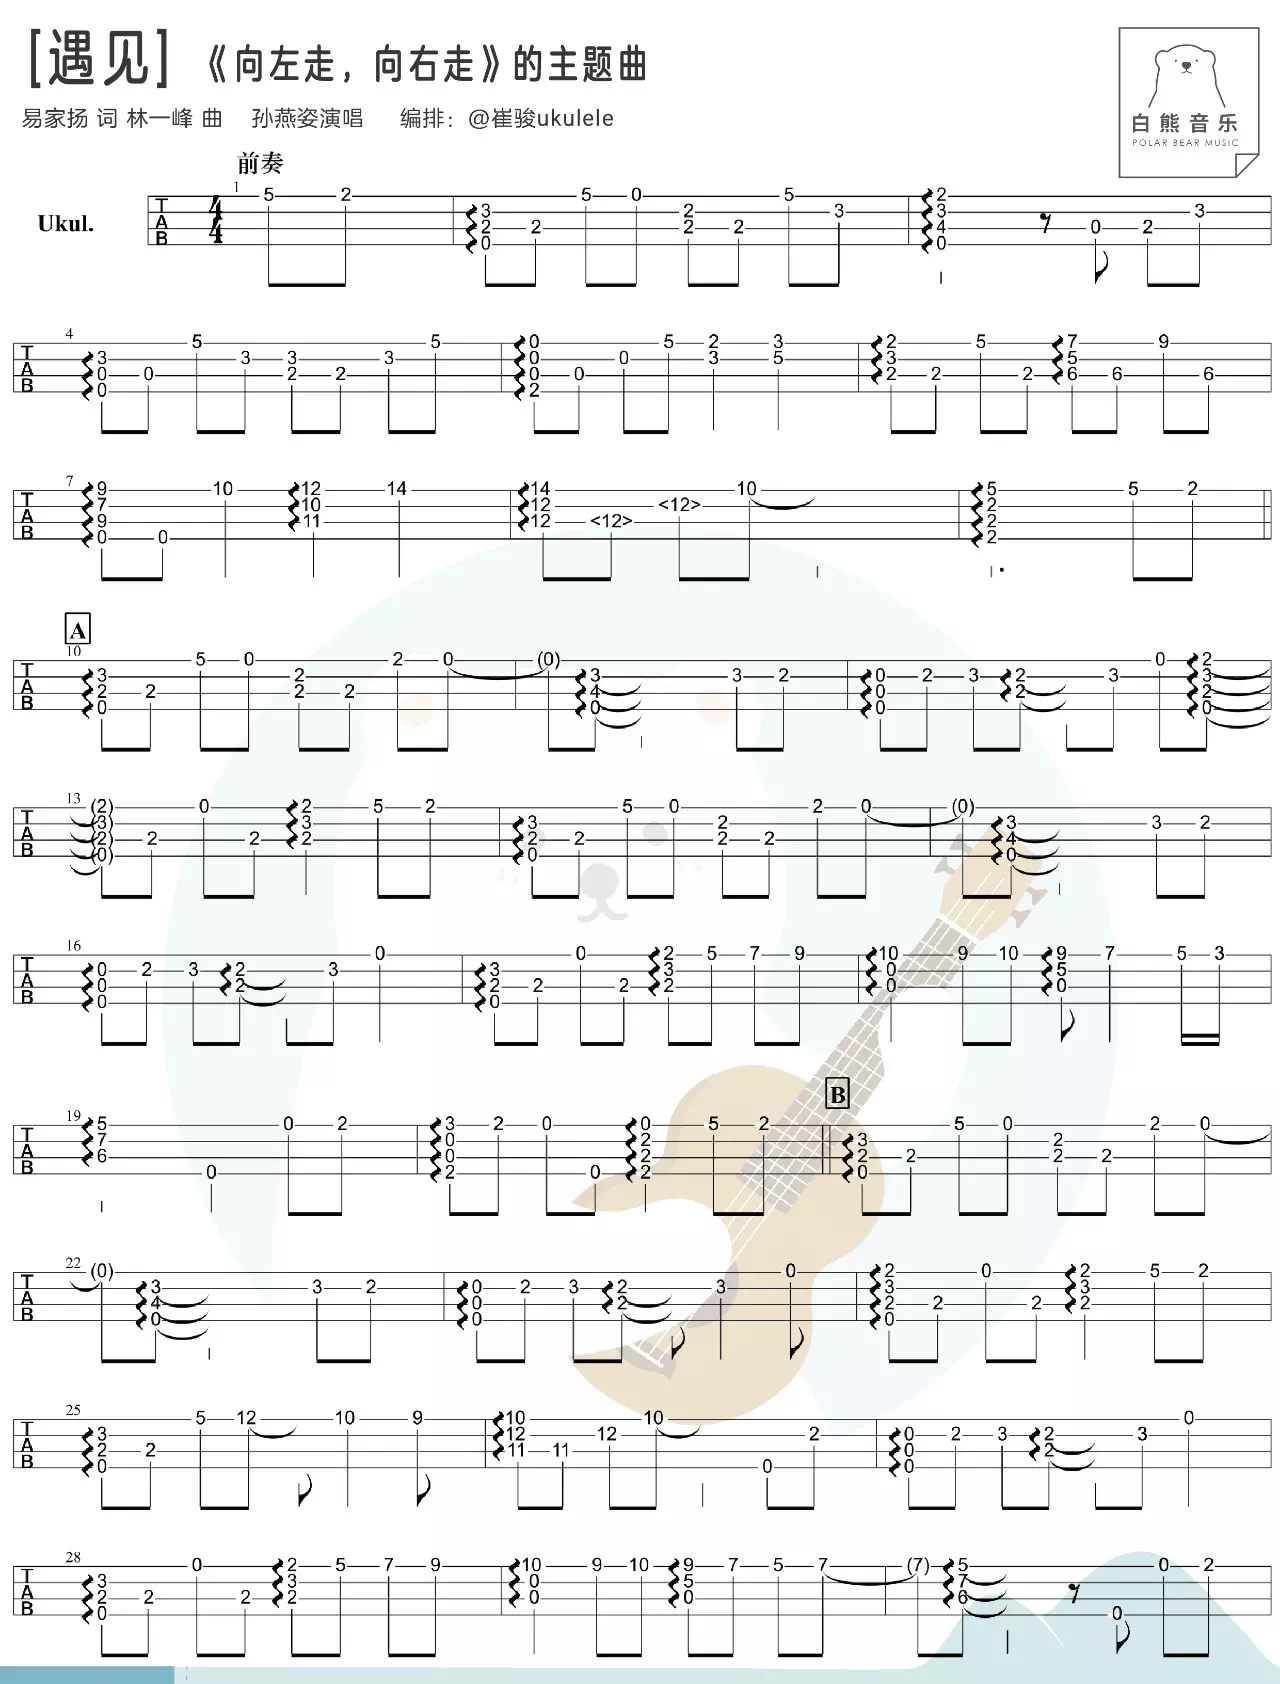 [遇见] 《向左走，向右走》的主题曲
易家扬 词 林一峰 曲 孙燕姿演唱 编排：@崔骏ukulele
白熊音乐
POLAR BEAR MUSIC
前奏
1
Ukul.
T A B 4 4
5 2 3 2 0 2 5 0 2 2 2 5 3 2 3 4 0 0 2 3
4
T A B
3 0 0 0 5 3 3 2 2 3 5 0 0 0 2 0 0 5 2 3 3 5 2 3 2 2 5 2 7 5 6 6 9 6
7
T A B
9 7 9 0 0 10 12 10 11 14 14 12 12 <12> <12> 10 5 2 2 2 5 2
A
10
T A B
3 2 0 2 5 0 2 2 2 2 0 (0) 3 4 0 3 2 0 0 0 2 3 2 2 3 0 2 3 2 0
13
T A B
(2) (3) (2) (0) 2 0 2 2 3 2 5 2 3 2 0 2 5 0 2 2 2 2 0 (0) 3 4 0 3 2
16
T A B
0 0 0 2 3 2 2 3 0 3 2 0 2 0 2 2 3 2 5 7 9 10 0 0 9 10 9 5 0 7 5 3
19
T A B
5 7 6 0 0 2 3 0 0 2 2 0 0 0 2 2 2 5 2
B
3 2 0 2 5 0 2 2 2 2 0
22
T A B
(0) 3 4 0 3 2 0 0 0 2 3 2 2 3 0 2 3 2 0 2 0 2 2 3 2 5 2
25
T A B
3 2 0 2 5 12 10 9 10 12 11 11 12 10 0 2 0 0 0 2 3 2 2 3 0
28
T A B
3 2 0 2 0 2 2 3 2 5 7 9 10 0 0 9 10 9 5 0 7 5 7 (7) 5 7 6 0 0 2